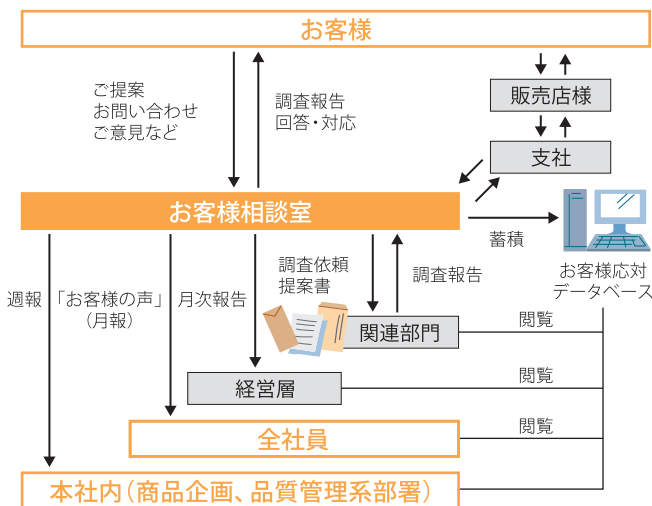 お客様
ご提案
お問い合わせ
ご意見など
調査報告
回答・対応
販売店様
支社
お客様相談室
蓄積
お客様応対
データベース
週報
「お客様の声」
（月報）
月次報告
調査依頼
提案書
調査報告
関連部門
閲覧
経営層
閲覧
全社員
閲覧
本社内（商品企画、品質管理系部署）